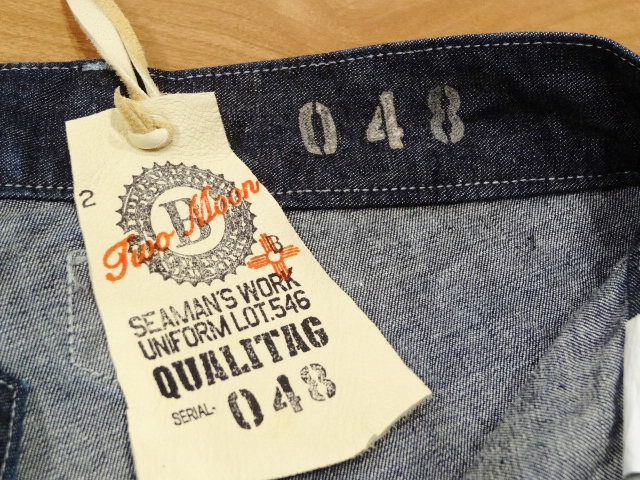 048
2
B
Two Moon
B
SEAMAN'S WORK
UNIFORM LOT.546
QUALITAG
SERIAL- 048